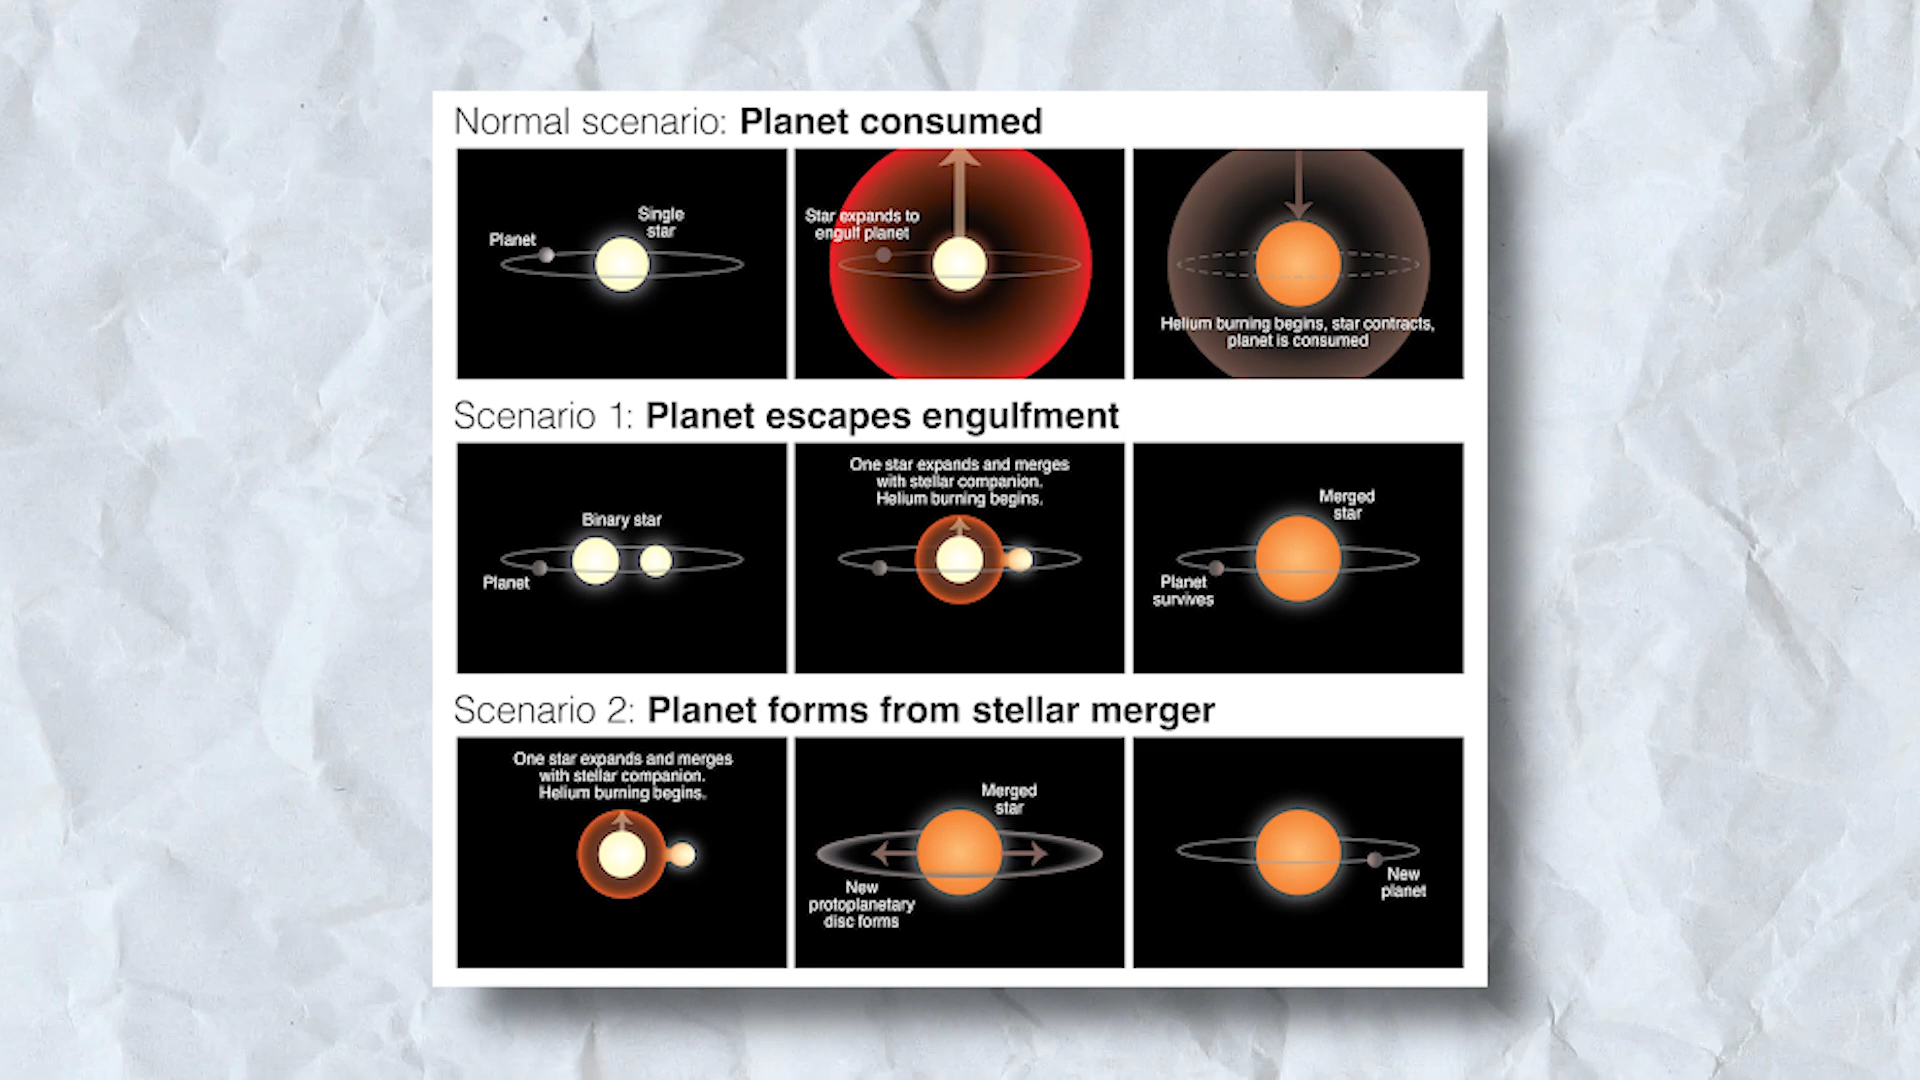 Normal scenario: Planet consumed
Planet
Single
star
Star expands to
engulf planet
Helium burning begins, star contracts,
planet is consumed
Scenario 1: Planet escapes engulfment
Binary star
Planet
One star expands and merges
with stellar companion.
Helium burning begins.
Merged
star
Planet
survives
Scenario 2: Planet forms from stellar merger
One star expands and merges
with stellar companion.
Helium burning begins.
Merged
star
New
protoplanetary
disc forms
New
planet